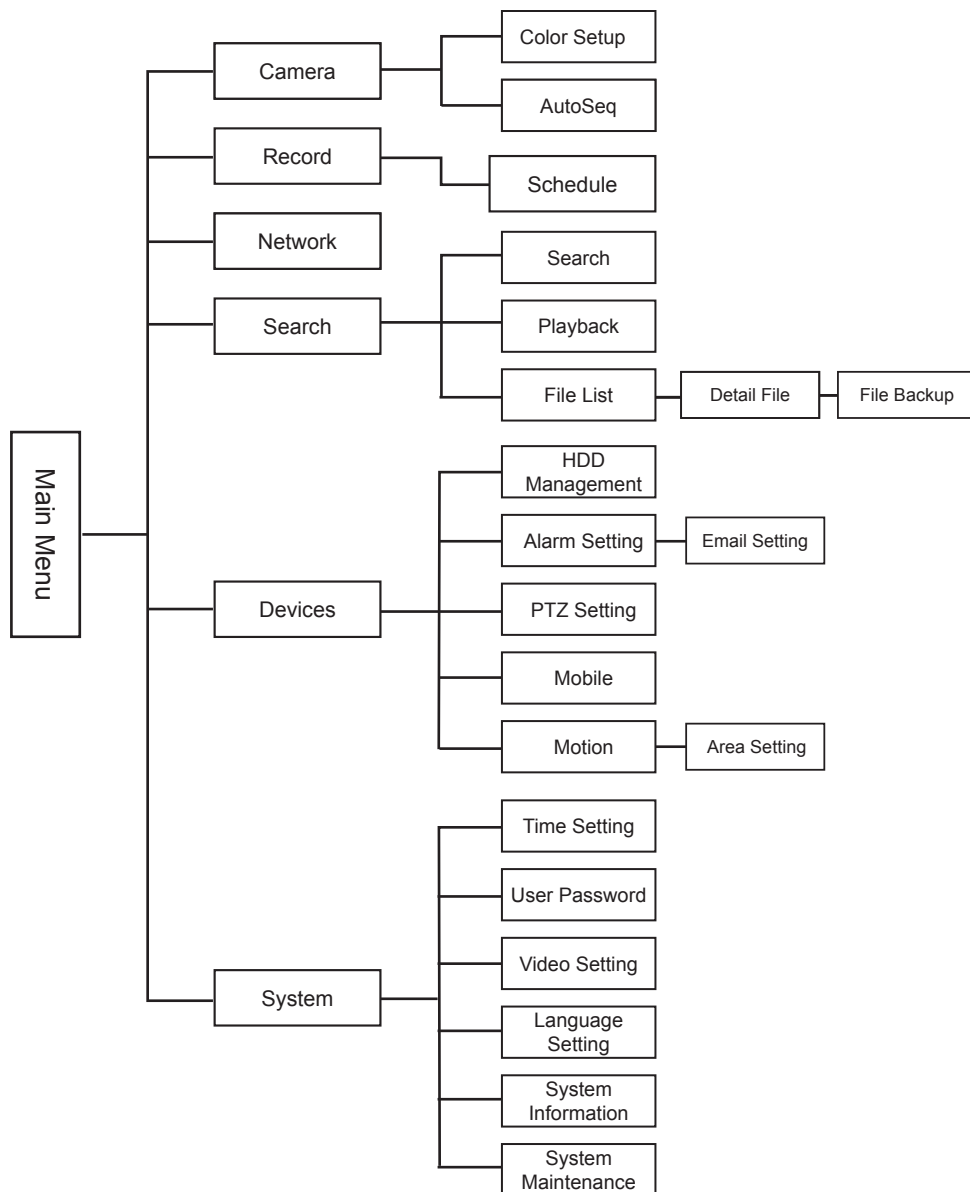 Main Menu
Camera
Color Setup
AutoSeq
Record
Schedule
Network
Search
Search
Playback
File List
Detail File
File Backup
Devices
HDD
Management
Alarm Setting
Email Setting
PTZ Setting
Mobile
Motion
Area Setting
System
Time Setting
User Password
Video Setting
Language
Setting
System
Information
System
Maintenance